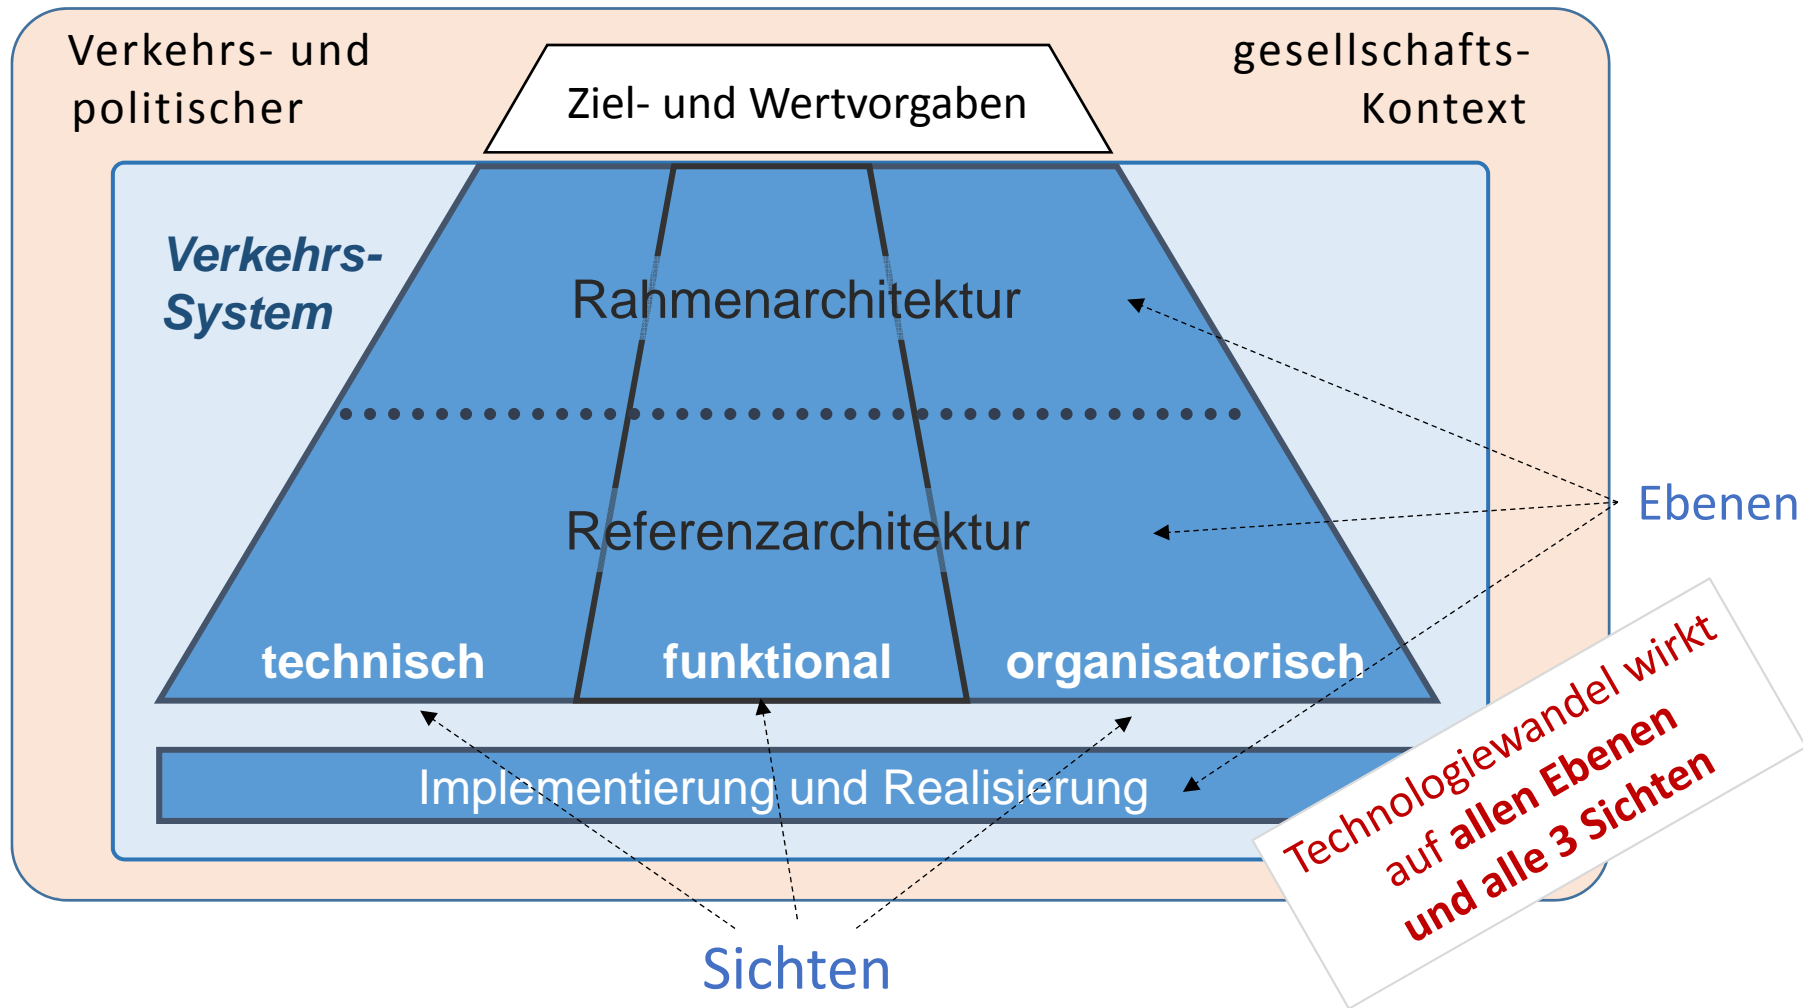 Verkehrs- und gesellschafts-
politischer Kontext
Ziel- und Wertvorgaben
Verkehrs-
System
Rahmenarchitektur
Referenzarchitektur
Ebenen
technisch funktional organisatorisch
Implementierung und Realisierung
Technologiewandel wirkt
auf allen Ebenen
und alle 3 Sichten
Sichten